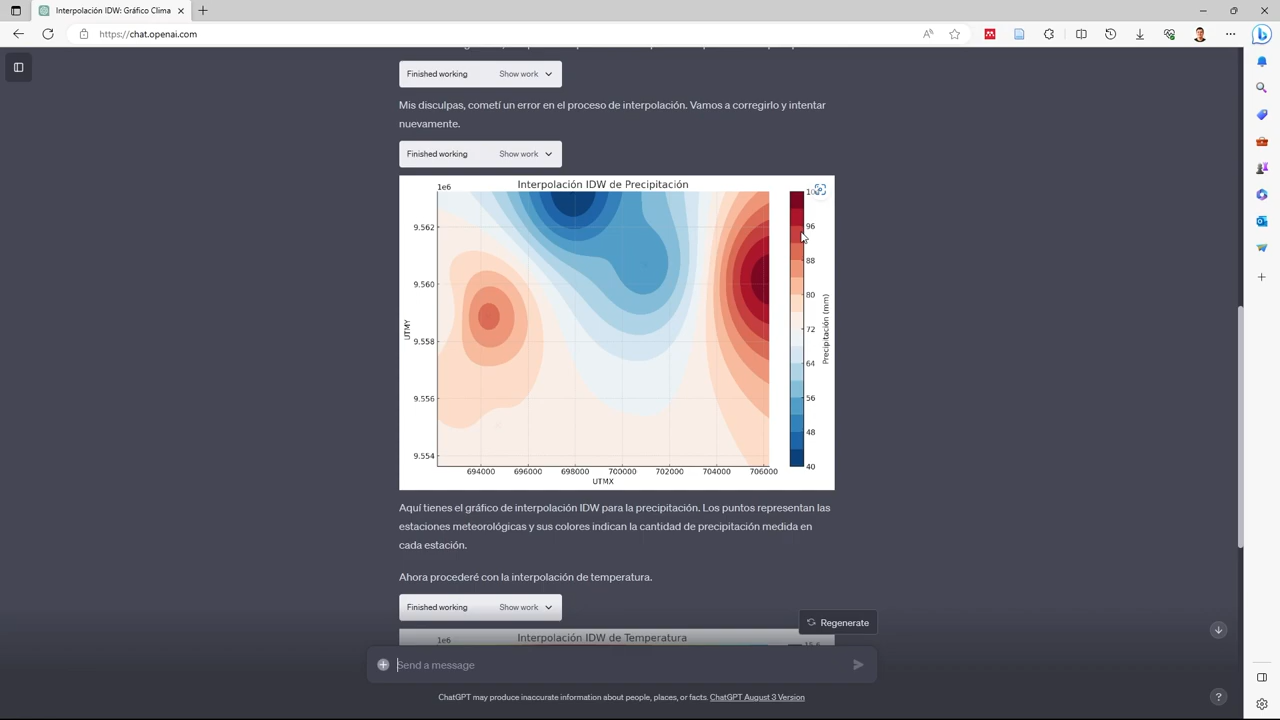 Interpolación IDW: Gráfico Clima
https://chat.openai.com
Finished working Show work
Mis disculpas, cometí un error en el proceso de interpolación. Vamos a corregirlo y intentar
nuevamente.
Finished working Show work
Interpolación IDW de Precipitación
1e6
9.562
9.560
9.558
9.556
9.554
UTMY
694000 696000 698000 700000 702000 704000 706000
UTMX
96
88
80
72
64
56
48
40
Precipitación (mm)
Aquí tienes el gráfico de interpolación IDW para la precipitación. Los puntos representan las
estaciones meteorológicas y sus colores indican la cantidad de precipitación medida en
cada estación.
Ahora procederé con la interpolación de temperatura.
Finished working Show work
Regenerate
1e6
Interpolación IDW de Temperatura
Send a message
ChatGPT may produce inaccurate information about people, places, or facts. ChatGPT August 3 Version